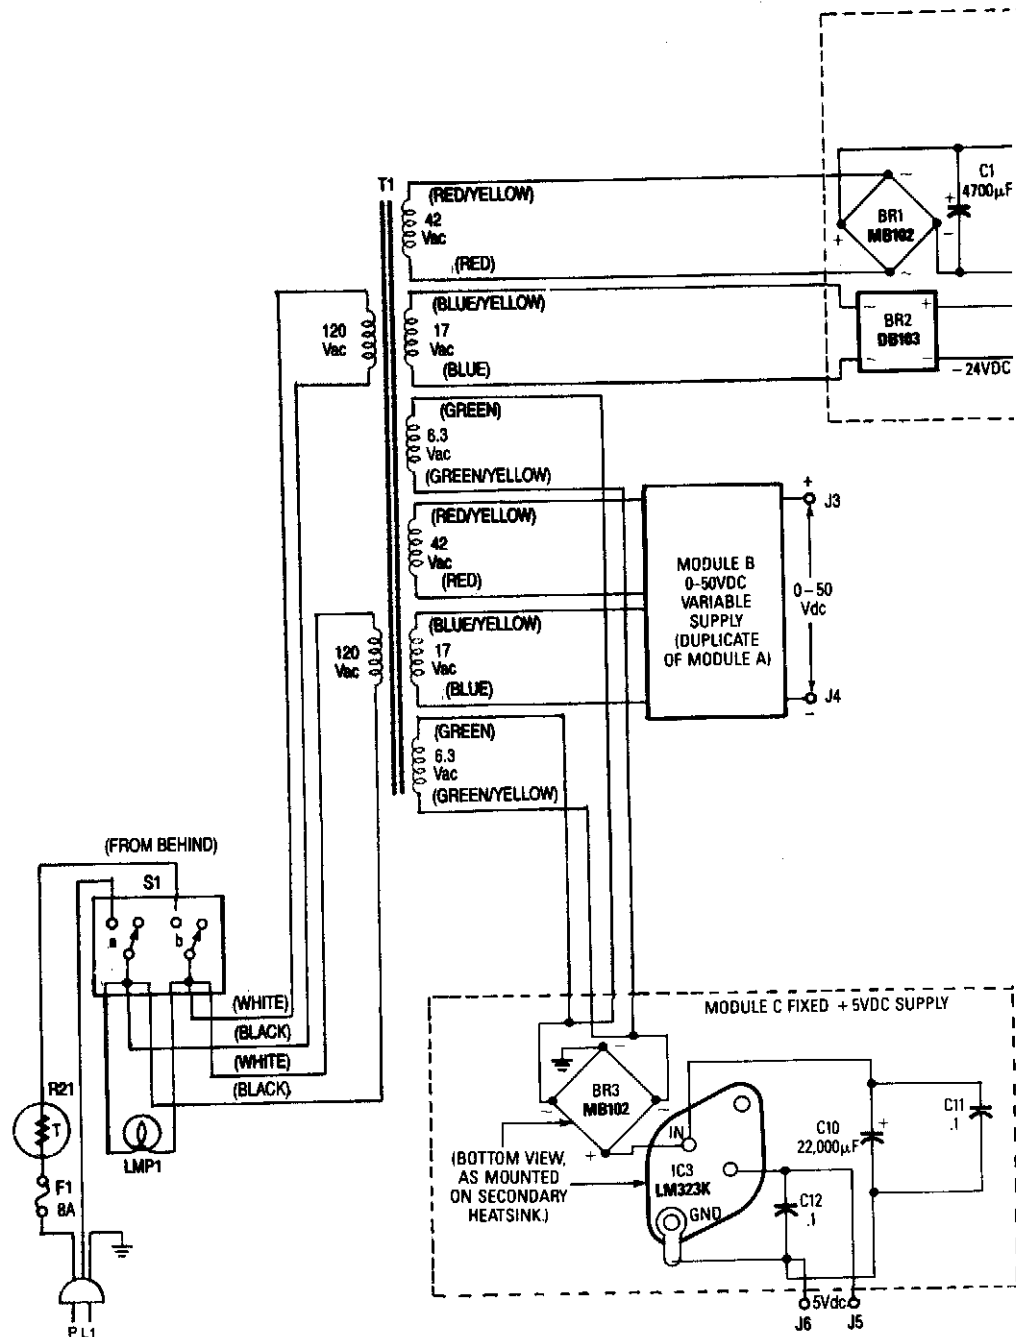 T1
(RED/YELLOW)
42
Vac
(RED)
C1
4700µF
+
−
BR1
MB102
~
+
~
120
Vac
(BLUE/YELLOW)
17
Vac
(BLUE)
~ +
BR2
DB103
~ −
−24VDC
(GREEN)
6.3
Vac
(GREEN/YELLOW)
(RED/YELLOW)
42
Vac
(RED)
MODULE B
0-50VDC
VARIABLE
SUPPLY
(DUPLICATE
OF MODULE A)
+
J3
0–50
Vdc
J4
−
120
Vac
(BLUE/YELLOW)
17
Vac
(BLUE)
(GREEN)
6.3
Vac
(GREEN/YELLOW)
(FROM BEHIND)
S1
a
b
(WHITE)
(BLACK)
(WHITE)
(BLACK)
R21
T
LMP1
F1
8A
PL1
MODULE C FIXED +5VDC SUPPLY
−
BR3
MB102
~
~
+
(BOTTOM VIEW,
AS MOUNTED
ON SECONDARY
HEATSINK.)
IN
IC3
LM323K
GND
C10
22,000µF
+
C11
.1
C12
.1
5Vdc
J6
J5